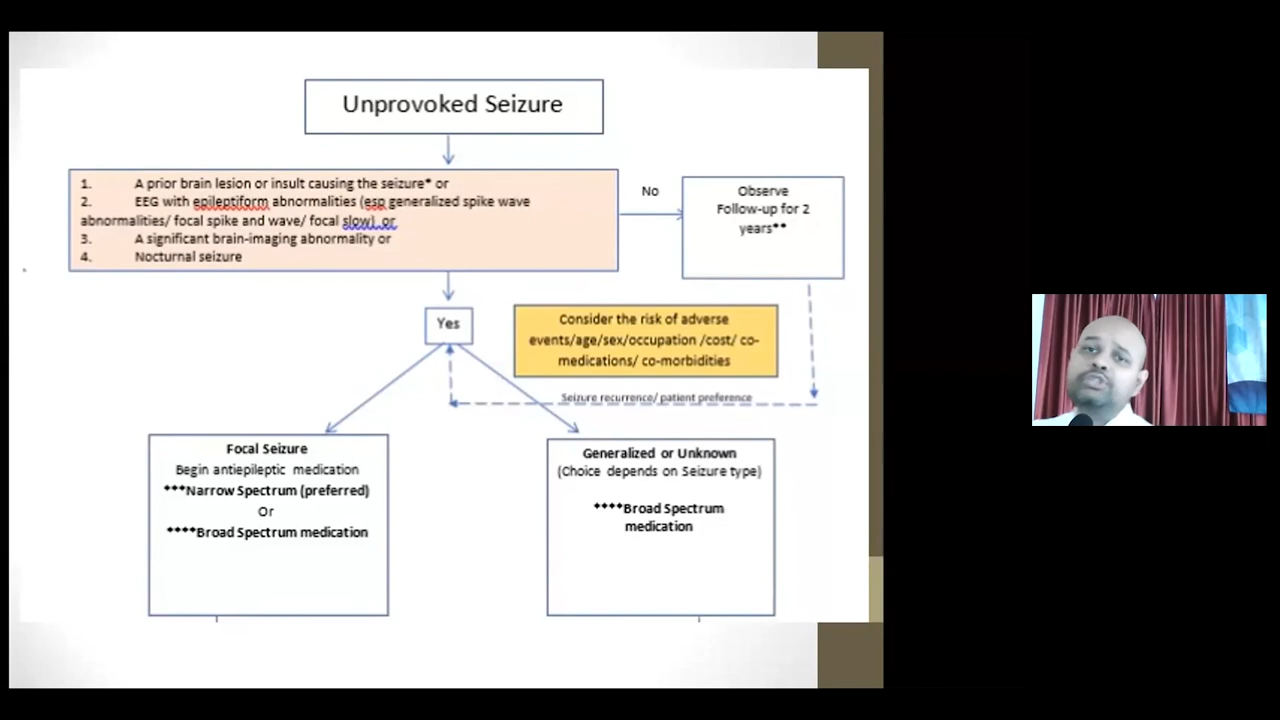 Unprovoked Seizure
1. A prior brain lesion or insult causing the seizure* or
2. EEG with epileptiform abnormalities (esp generalized spike wave
abnormalities/ focal spike and wave/ focal slow), or
3. A significant brain-imaging abnormality or
4. Nocturnal seizure
No
Observe
Follow-up for 2
years**
Yes
Consider the risk of adverse
events/age/sex/occupation /cost/ co-
medications/ co-morbidities
Seizure recurrence/ patient preference
Focal Seizure
Begin antiepileptic medication
***Narrow Spectrum (preferred)
Or
****Broad Spectrum medication
Generalized or Unknown
(Choice depends on Seizure type)
****Broad Spectrum
medication